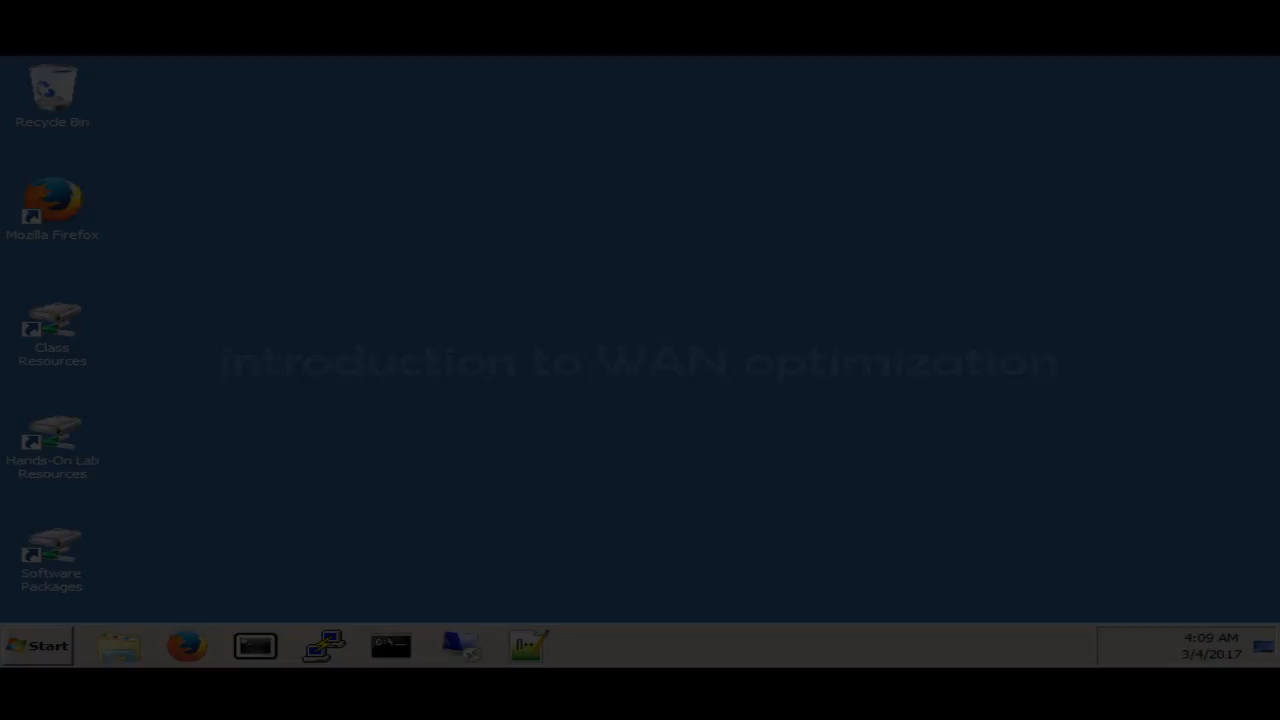 Recycle Bin
Mozilla Firefox
Class
Resources
introduction to WAN optimization
Hands-On Lab
Resources
Software
Packages
Start
C:\_
4:09 AM
3/4/2017